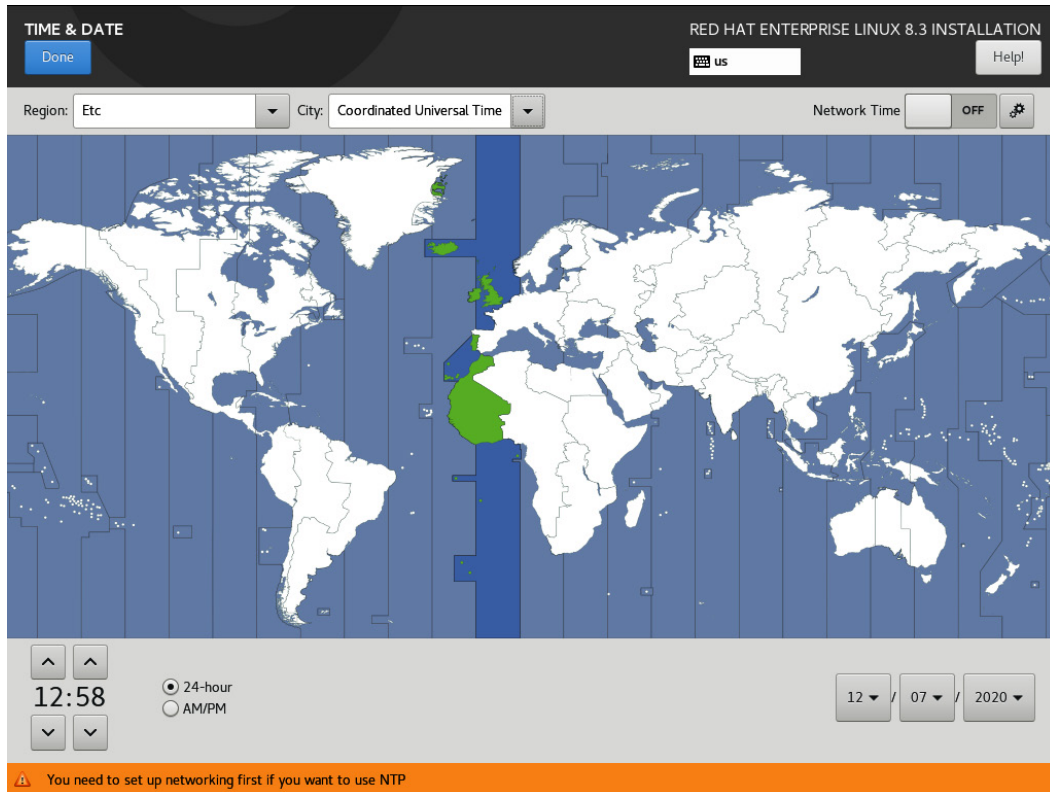 TIME & DATE
RED HAT ENTERPRISE LINUX 8.3 INSTALLATION
Done
us
Help!
Region: Etc City: Coordinated Universal Time Network Time OFF
12:58
24-hour
AM/PM
12 / 07 / 2020
You need to set up networking first if you want to use NTP